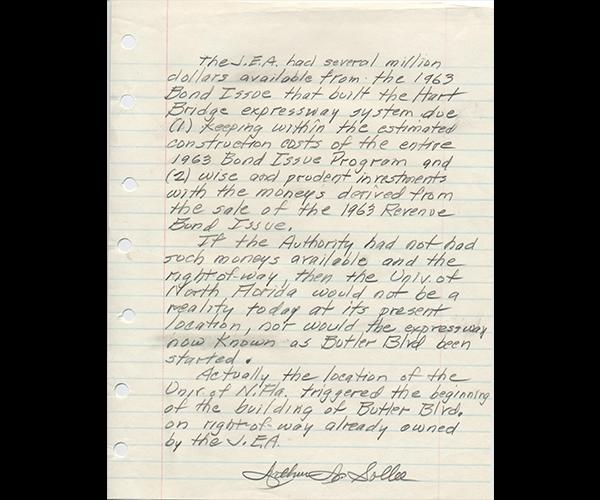 the J.E.A. had several million
dollars available from the 1963
Bond Issue that built the Hart
Bridge expressway system due
(1) keeping within the estimated
construction costs of the entire
1963 Bond Issue Program and
(2) wise and prudent investments
with the moneys derived from
the sale of the 1963 Revenue
Bond Issue.
If the Authority had not had
such moneys available and the
right-of-way, then the Univ. of
North, Florida would not be a
reality today at its present
location, nor would the expressway
now known as Butler Blvd been
started.
Actually the location of the
Univ. of N. Fla. triggered the beginning
of the building of Butler Blvd.
on right-of-way already owned
by the J.E.A.
Arthur N. Sollee